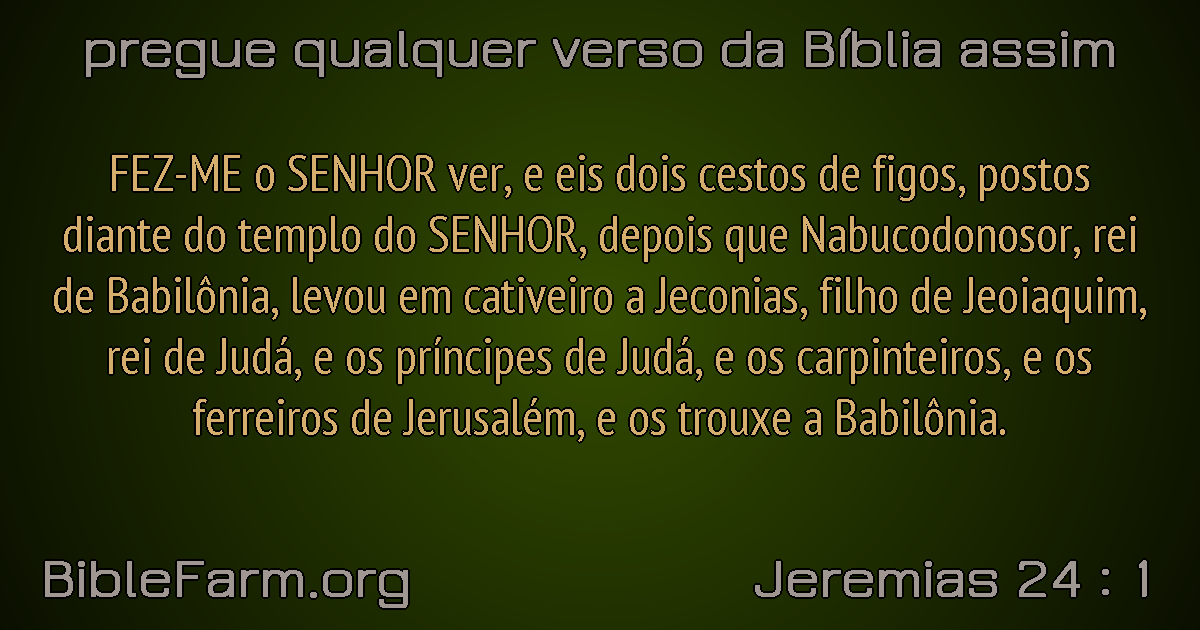 pregue qualquer verso da Bíblia assim
FEZ-ME o SENHOR ver, e eis dois cestos de figos, postos
diante do templo do SENHOR, depois que Nabucodonosor, rei
de Babilônia, levou em cativeiro a Jeconias, filho de Jeoiaquim,
rei de Judá, e os príncipes de Judá, e os carpinteiros, e os
ferreiros de Jerusalém, e os trouxe a Babilônia.
BibleFarm.org
Jeremias 24 : 1